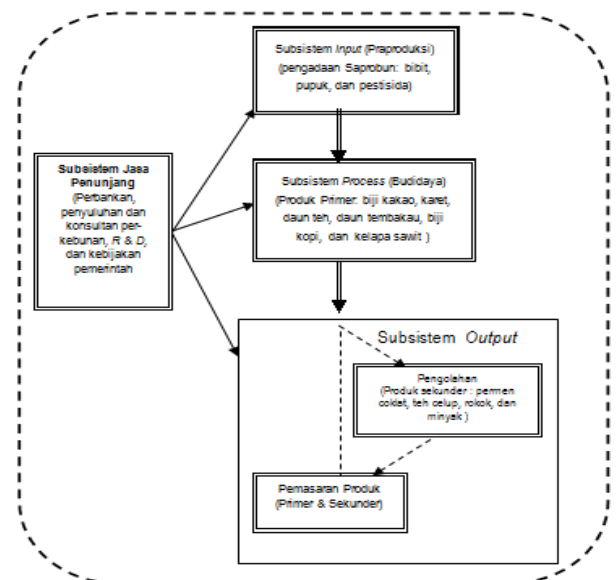 Subsistem Input (Praproduksi)
(pengadaan Saprobun: bibit,
pupuk, dan pestisida)
Subsistem Jasa
Penunjang
(Perbankan,
penyuluhan dan
konsultan per-
kebunan, R & D,
dan kebijakan
pemerintah
Subsistem Process (Budidaya)
(Produk Primer: biji kakao, karet,
daun teh, daun tembakau, biji
kopi, dan kelapa sawit )
Subsistem Output
Pengolahan
(Produk sekunder : permen
coklat, teh celup, rokok, dan
minyak )
Pemasaran Produk
(Primer & Sekunder)